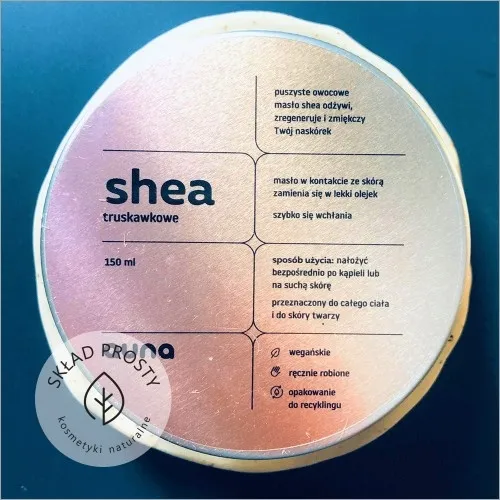 puszyste owocowe
masło shea odżywi,
zregeneruje i zmiękczy
Twój naskórek
shea
truskawkowe
masło w kontakcie ze skórą
zamienia się w lekki olejek
szybko się wchłania
150 ml
sposób użycia: nałożyć
bezpośrednio po kąpieli lub
na suchą skórę
przeznaczony do całego ciała
i do skóry twarzy
wegańskie
ręcznie robione
opakowanie
do recyklingu
SKŁAD PROSTY
kosmetyki naturalne